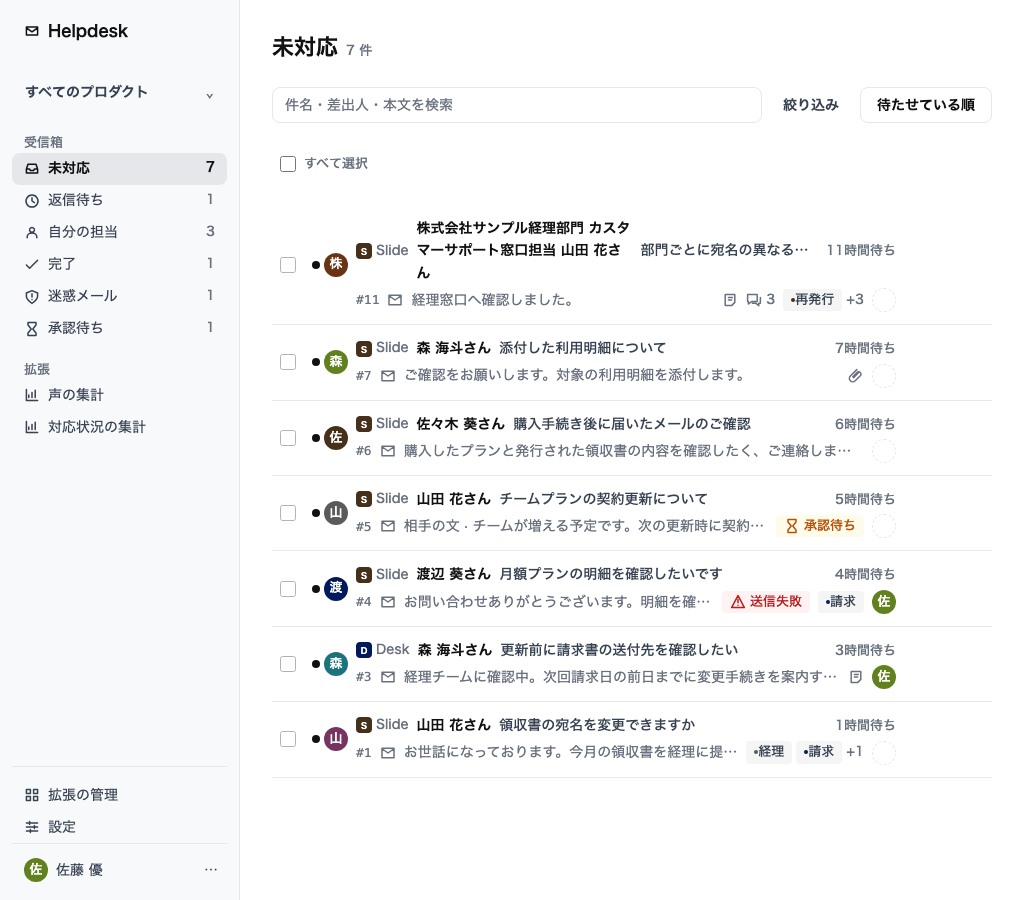 Helpdesk
すべてのプロダクト
受信箱
未対応 7
返信待ち 1
自分の担当 3
完了 1
迷惑メール 1
承認待ち 1
拡張
声の集計
対応状況の集計
拡張の管理
設定
佐 佐藤 優 …
未対応 7 件
件名・差出人・本文を検索 絞り込み 待たせている順
すべて選択
株 S Slide 株式会社サンプル経理部門 カスタ
マーサポート窓口担当 山田 花さ
ん
部門ごとに宛名の異なる… 11時間待ち
#11 経理窓口へ確認しました。 3 •再発行 +3
森 S Slide 森 海斗さん 添付した利用明細について 7時間待ち
#7 ご確認をお願いします。対象の利用明細を添付します。
佐 S Slide 佐々木 葵さん 購入手続き後に届いたメールのご確認 6時間待ち
#6 購入したプランと発行された領収書の内容を確認したく、ご連絡しま…
山 S Slide 山田 花さん チームプランの契約更新について 5時間待ち
#5 相手の文 · チームが増える予定です。次の更新時に契約… 承認待ち
渡 S Slide 渡辺 葵さん 月額プランの明細を確認したいです 4時間待ち
#4 お問い合わせありがとうございます。明細を確… 送信失敗 •請求 佐
森 D Desk 森 海斗さん 更新前に請求書の送付先を確認したい 3時間待ち
#3 経理チームに確認中。次回請求日の前日までに変更手続きを案内す… 佐
山 S Slide 山田 花さん 領収書の宛名を変更できますか 1時間待ち
#1 お世話になっております。今月の領収書を経理に提… •経理 •請求 +1